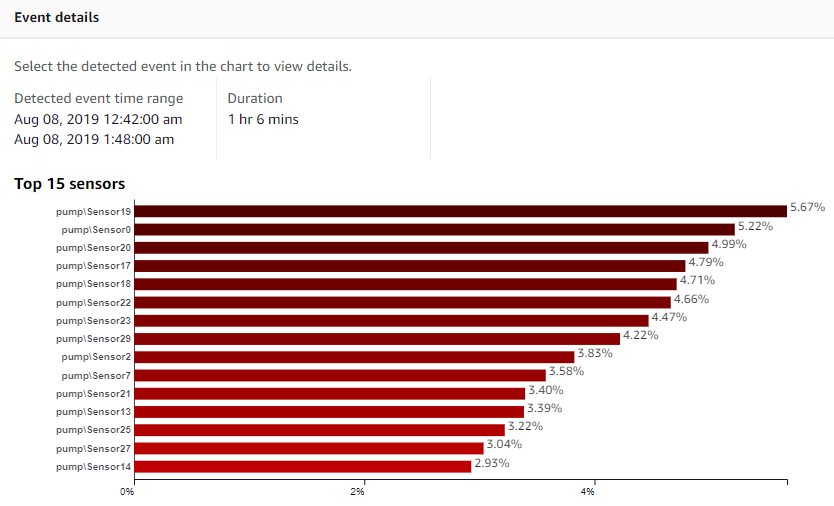 Event details
Select the detected event in the chart to view details.
Detected event time range
Aug 08, 2019 12:42:00 am
Aug 08, 2019 1:48:00 am
Duration
1 hr 6 mins
Top 15 sensors
pump\Sensor19 5.67%
pump\Sensor0 5.22%
pump\Sensor20 4.99%
pump\Sensor17 4.79%
pump\Sensor18 4.71%
pump\Sensor22 4.66%
pump\Sensor23 4.47%
pump\Sensor29 4.22%
pump\Sensor2 3.83%
pump\Sensor7 3.58%
pump\Sensor21 3.40%
pump\Sensor13 3.39%
pump\Sensor25 3.22%
pump\Sensor27 3.04%
pump\Sensor14 2.93%
0% 2% 4%